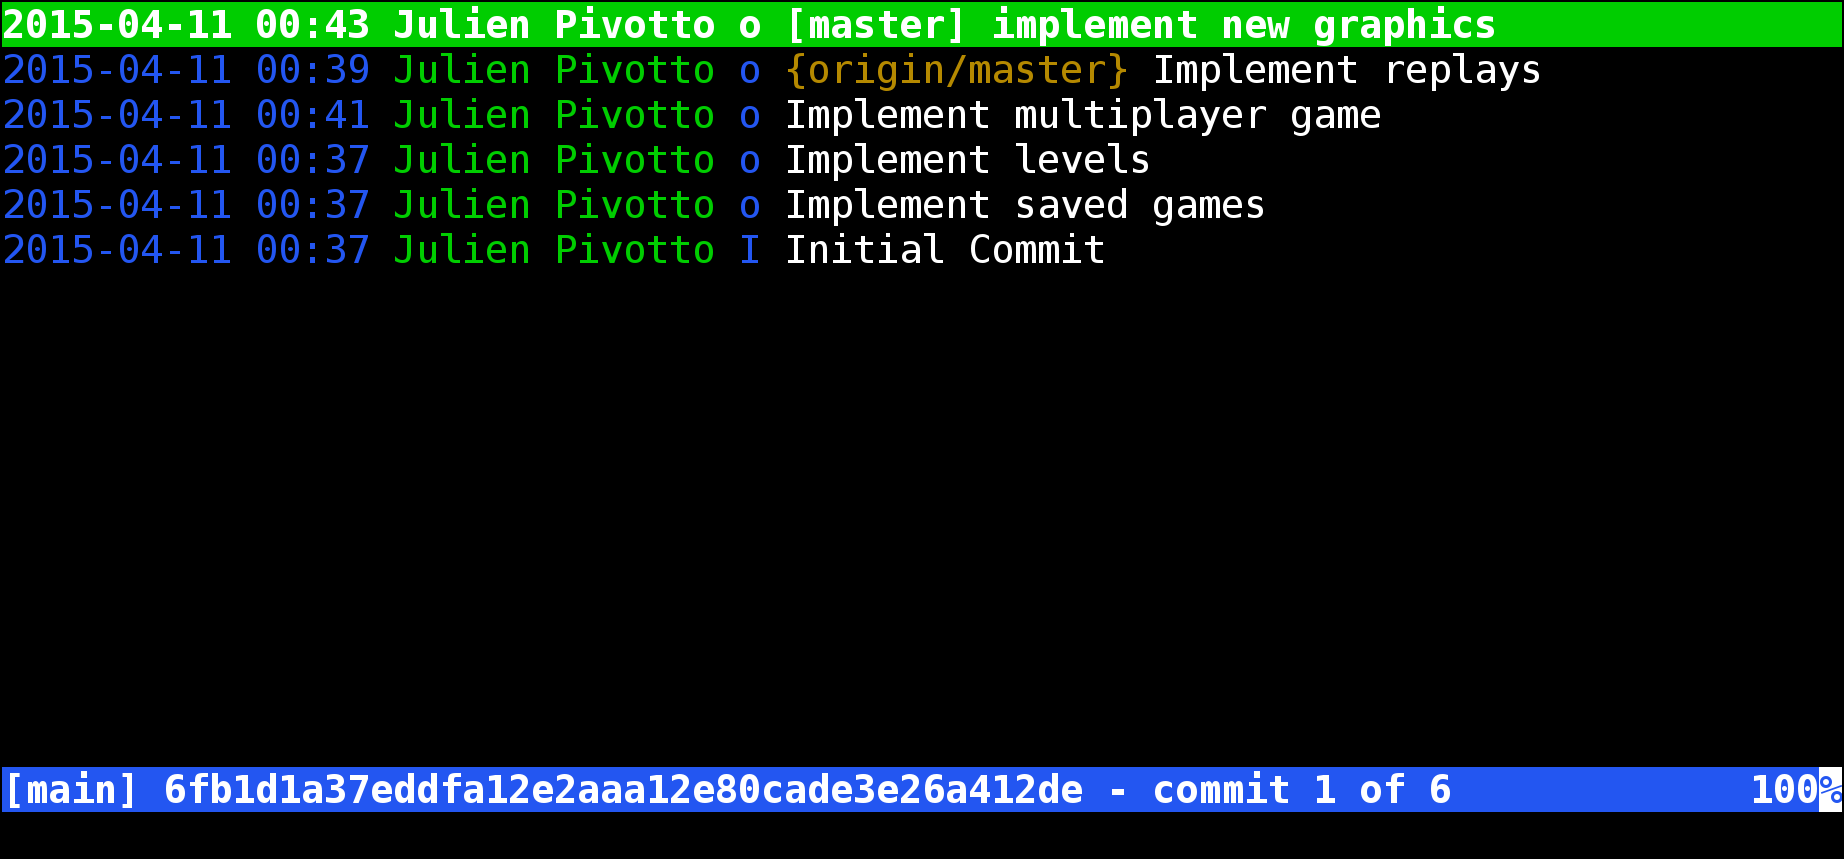 2015-04-11 00:43 Julien Pivotto o [master] implement new graphics
2015-04-11 00:39 Julien Pivotto o {origin/master} Implement replays
2015-04-11 00:41 Julien Pivotto o Implement multiplayer game
2015-04-11 00:37 Julien Pivotto o Implement levels
2015-04-11 00:37 Julien Pivotto o Implement saved games
2015-04-11 00:37 Julien Pivotto I Initial Commit
[main] 6fb1d1a37eddfa12e2aaa12e80cade3e26a412de - commit 1 of 6 100%